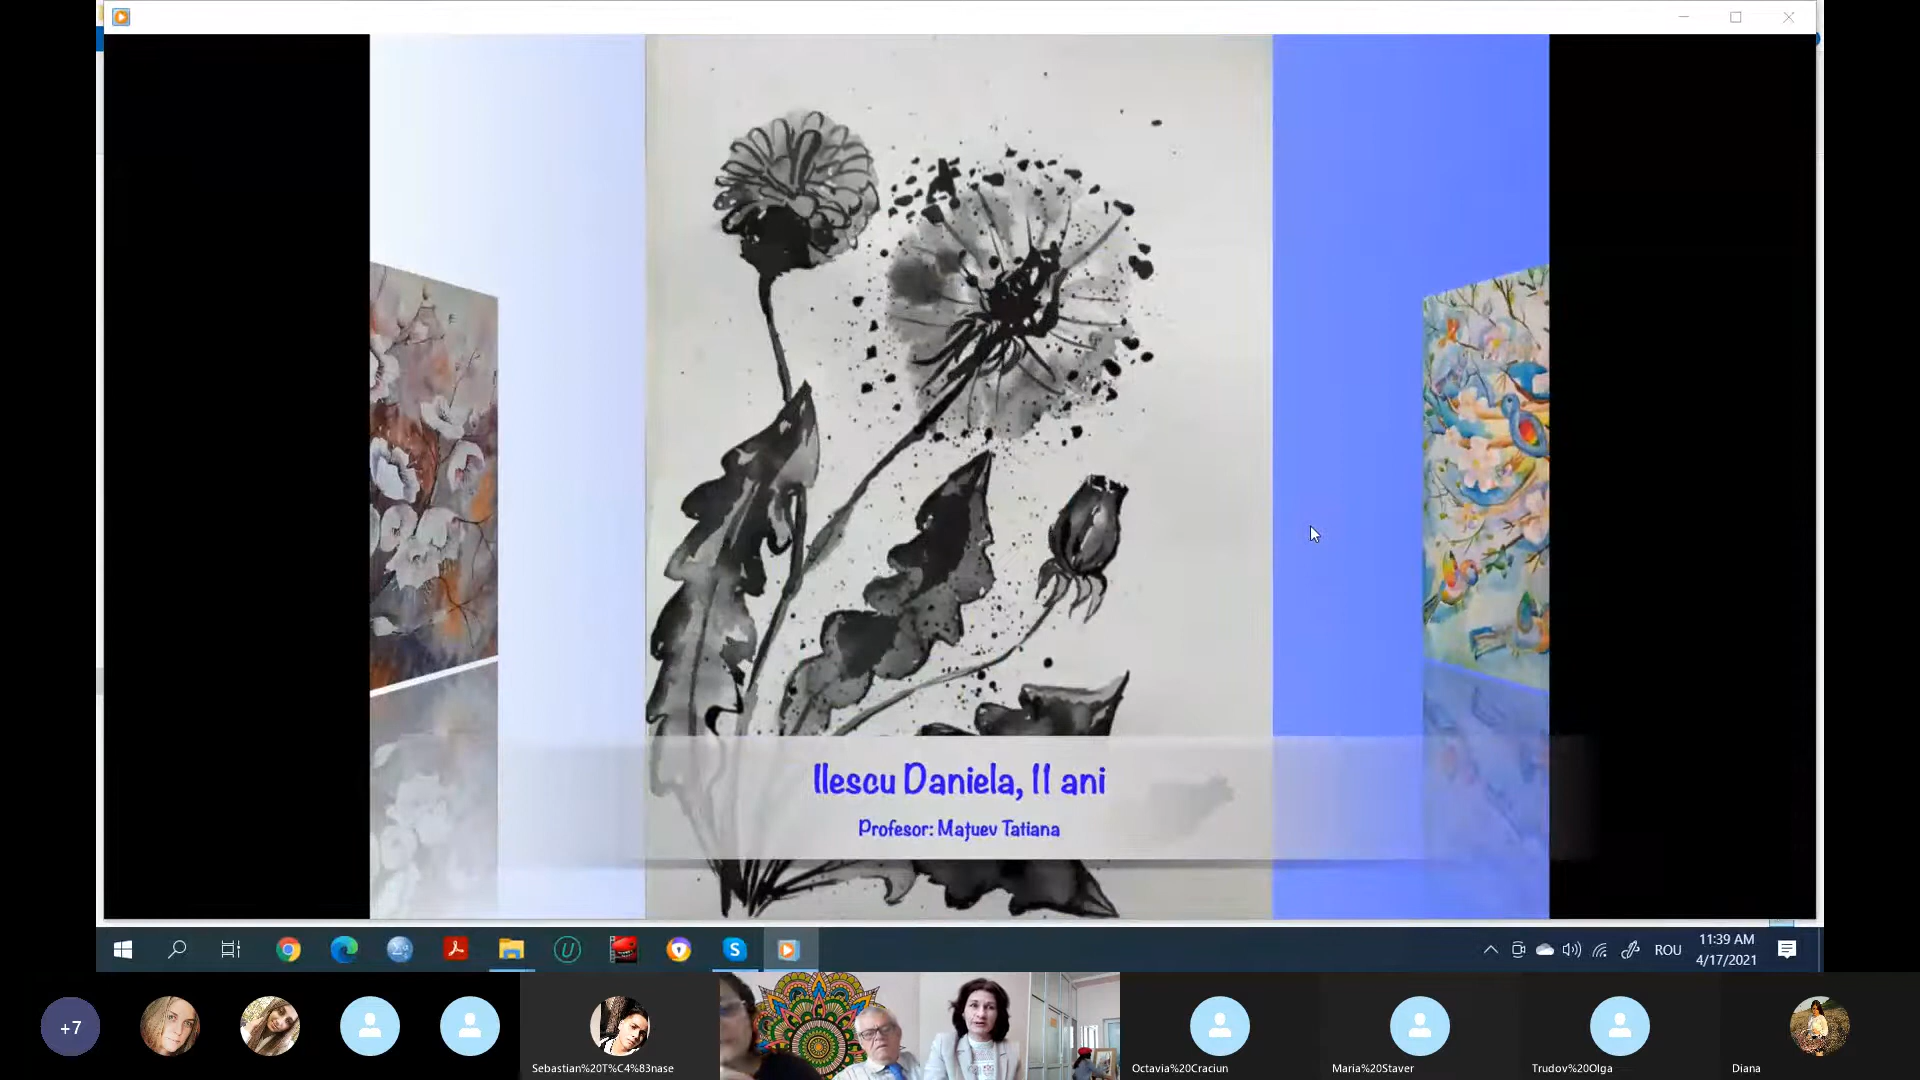 Ilescu Daniela, 11 ani
Profesor: Mațuev Tatiana
ROU
11:39 AM
4/17/2021
+7
Sebastian%20T%C4%83nase
Octavia%20Craciun
Maria%20Staver
Trudov%20Olga
Diana